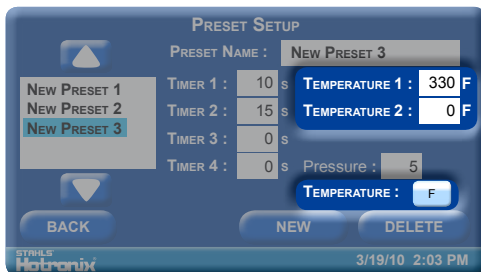 PRESET SETUP
PRESET NAME : NEW PRESET 3
NEW PRESET 1
NEW PRESET 2
NEW PRESET 3
TIMER 1 : 10 S TEMPERATURE 1 : 330 F
TIMER 2 : 15 S TEMPERATURE 2 : 0 F
TIMER 3 : 0 S
TIMER 4 : 0 S Pressure : 5
TEMPERATURE : F
BACK NEW DELETE
STAHLS'
Hotronix 3/19/10 2:03 PM